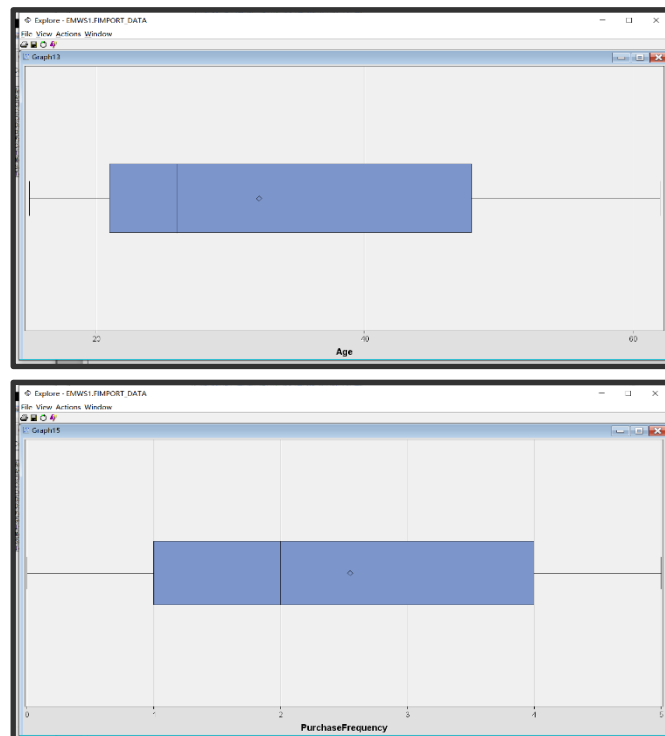 Explore - EMWS1.FIMPORT_DATA
File View Actions Window
Graph13
20 40 60
Age
Explore - EMWS1.FIMPORT_DATA
File View Actions Window
Graph15
0 1 2 3 4 5
PurchaseFrequency